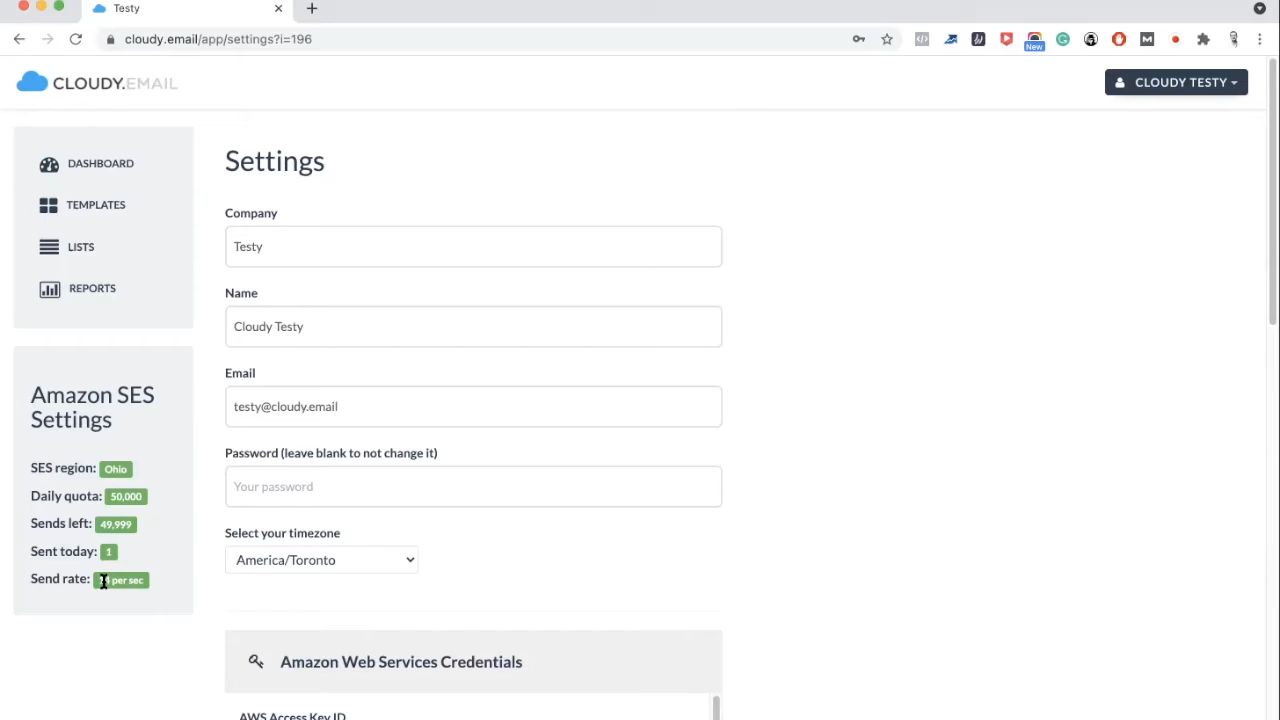 Testy
cloudy.email/app/settings?i=196
New
CLOUDY.EMAIL
CLOUDY TESTY
DASHBOARD
TEMPLATES
LISTS
REPORTS
Amazon SES
Settings
SES region: Ohio
Daily quota: 50,000
Sends left: 49,999
Sent today: 1
Send rate: per sec
Settings
Company
Testy
Name
Cloudy Testy
Email
testy@cloudy.email
Password (leave blank to not change it)
Your password
Select your timezone
America/Toronto
Amazon Web Services Credentials
AWS Access Key ID